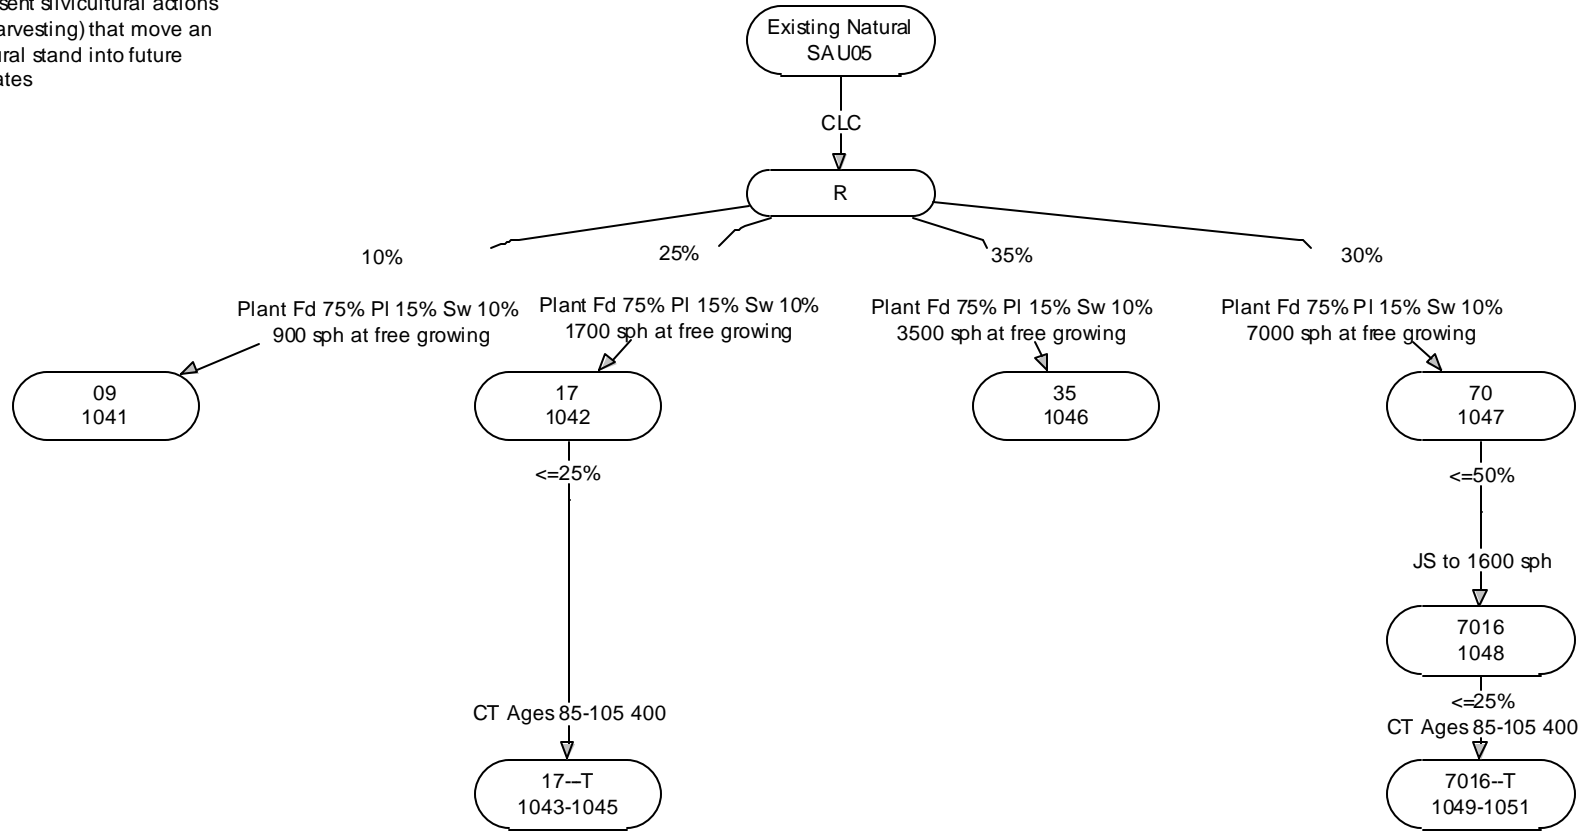 sent silvicultural actions
arvesting) that move an
ural stand into future
ates
Existing Natural
SAU05
CLC
R
10%
25%
35%
30%
Plant Fd 75% Pl 15% Sw 10%
900 sph at free growing
Plant Fd 75% Pl 15% Sw 10%
1700 sph at free growing
Plant Fd 75% Pl 15% Sw 10%
3500 sph at free growing
Plant Fd 75% Pl 15% Sw 10%
7000 sph at free growing
09
1041
17
1042
35
1046
70
1047
<=25%
<=50%
JS to 1600 sph
7016
1048
<=25%
CT Ages 85-105 400
CT Ages 85-105 400
17---T
1043-1045
7016--T
1049-1051